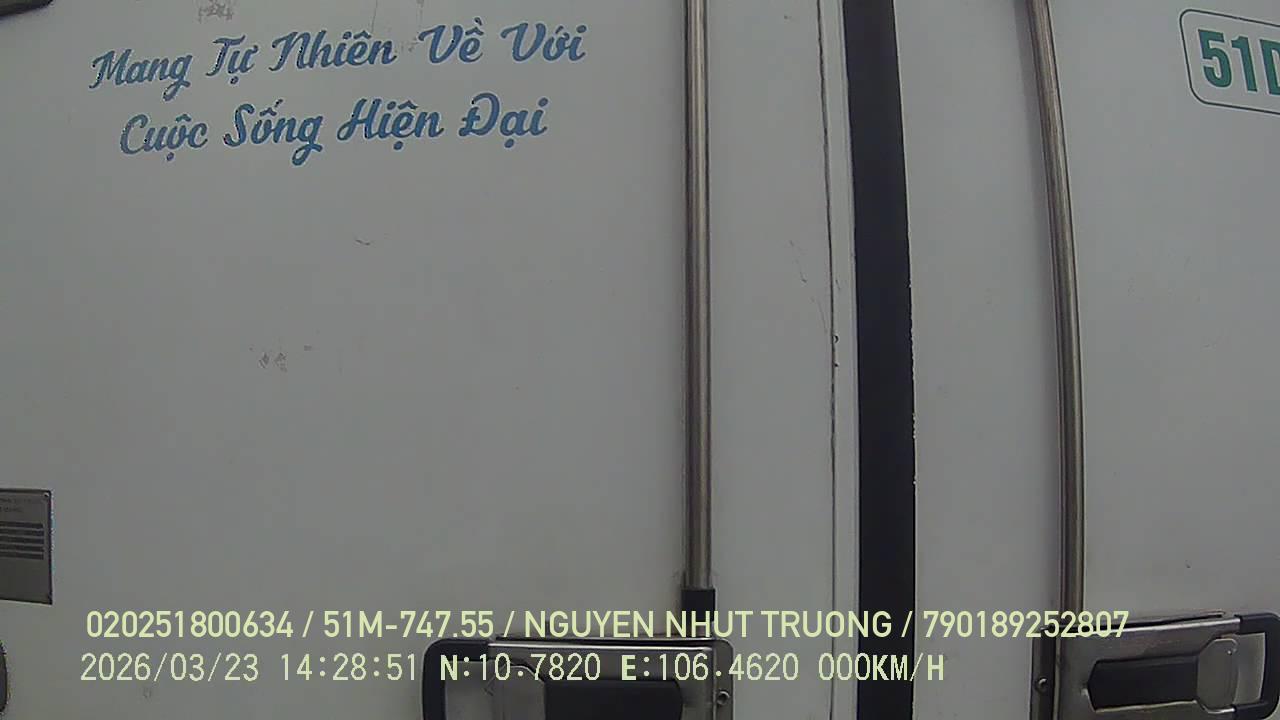 Mang Tự Nhiên Về Với
Cuộc Sống Hiện Đại
51D
020251800634 / 51M-747.55 / NGUYEN NHUT TRUONG / 790189252807
2026/03/23 14:28:51 N:10.7820 E:106.4620 000KM/H